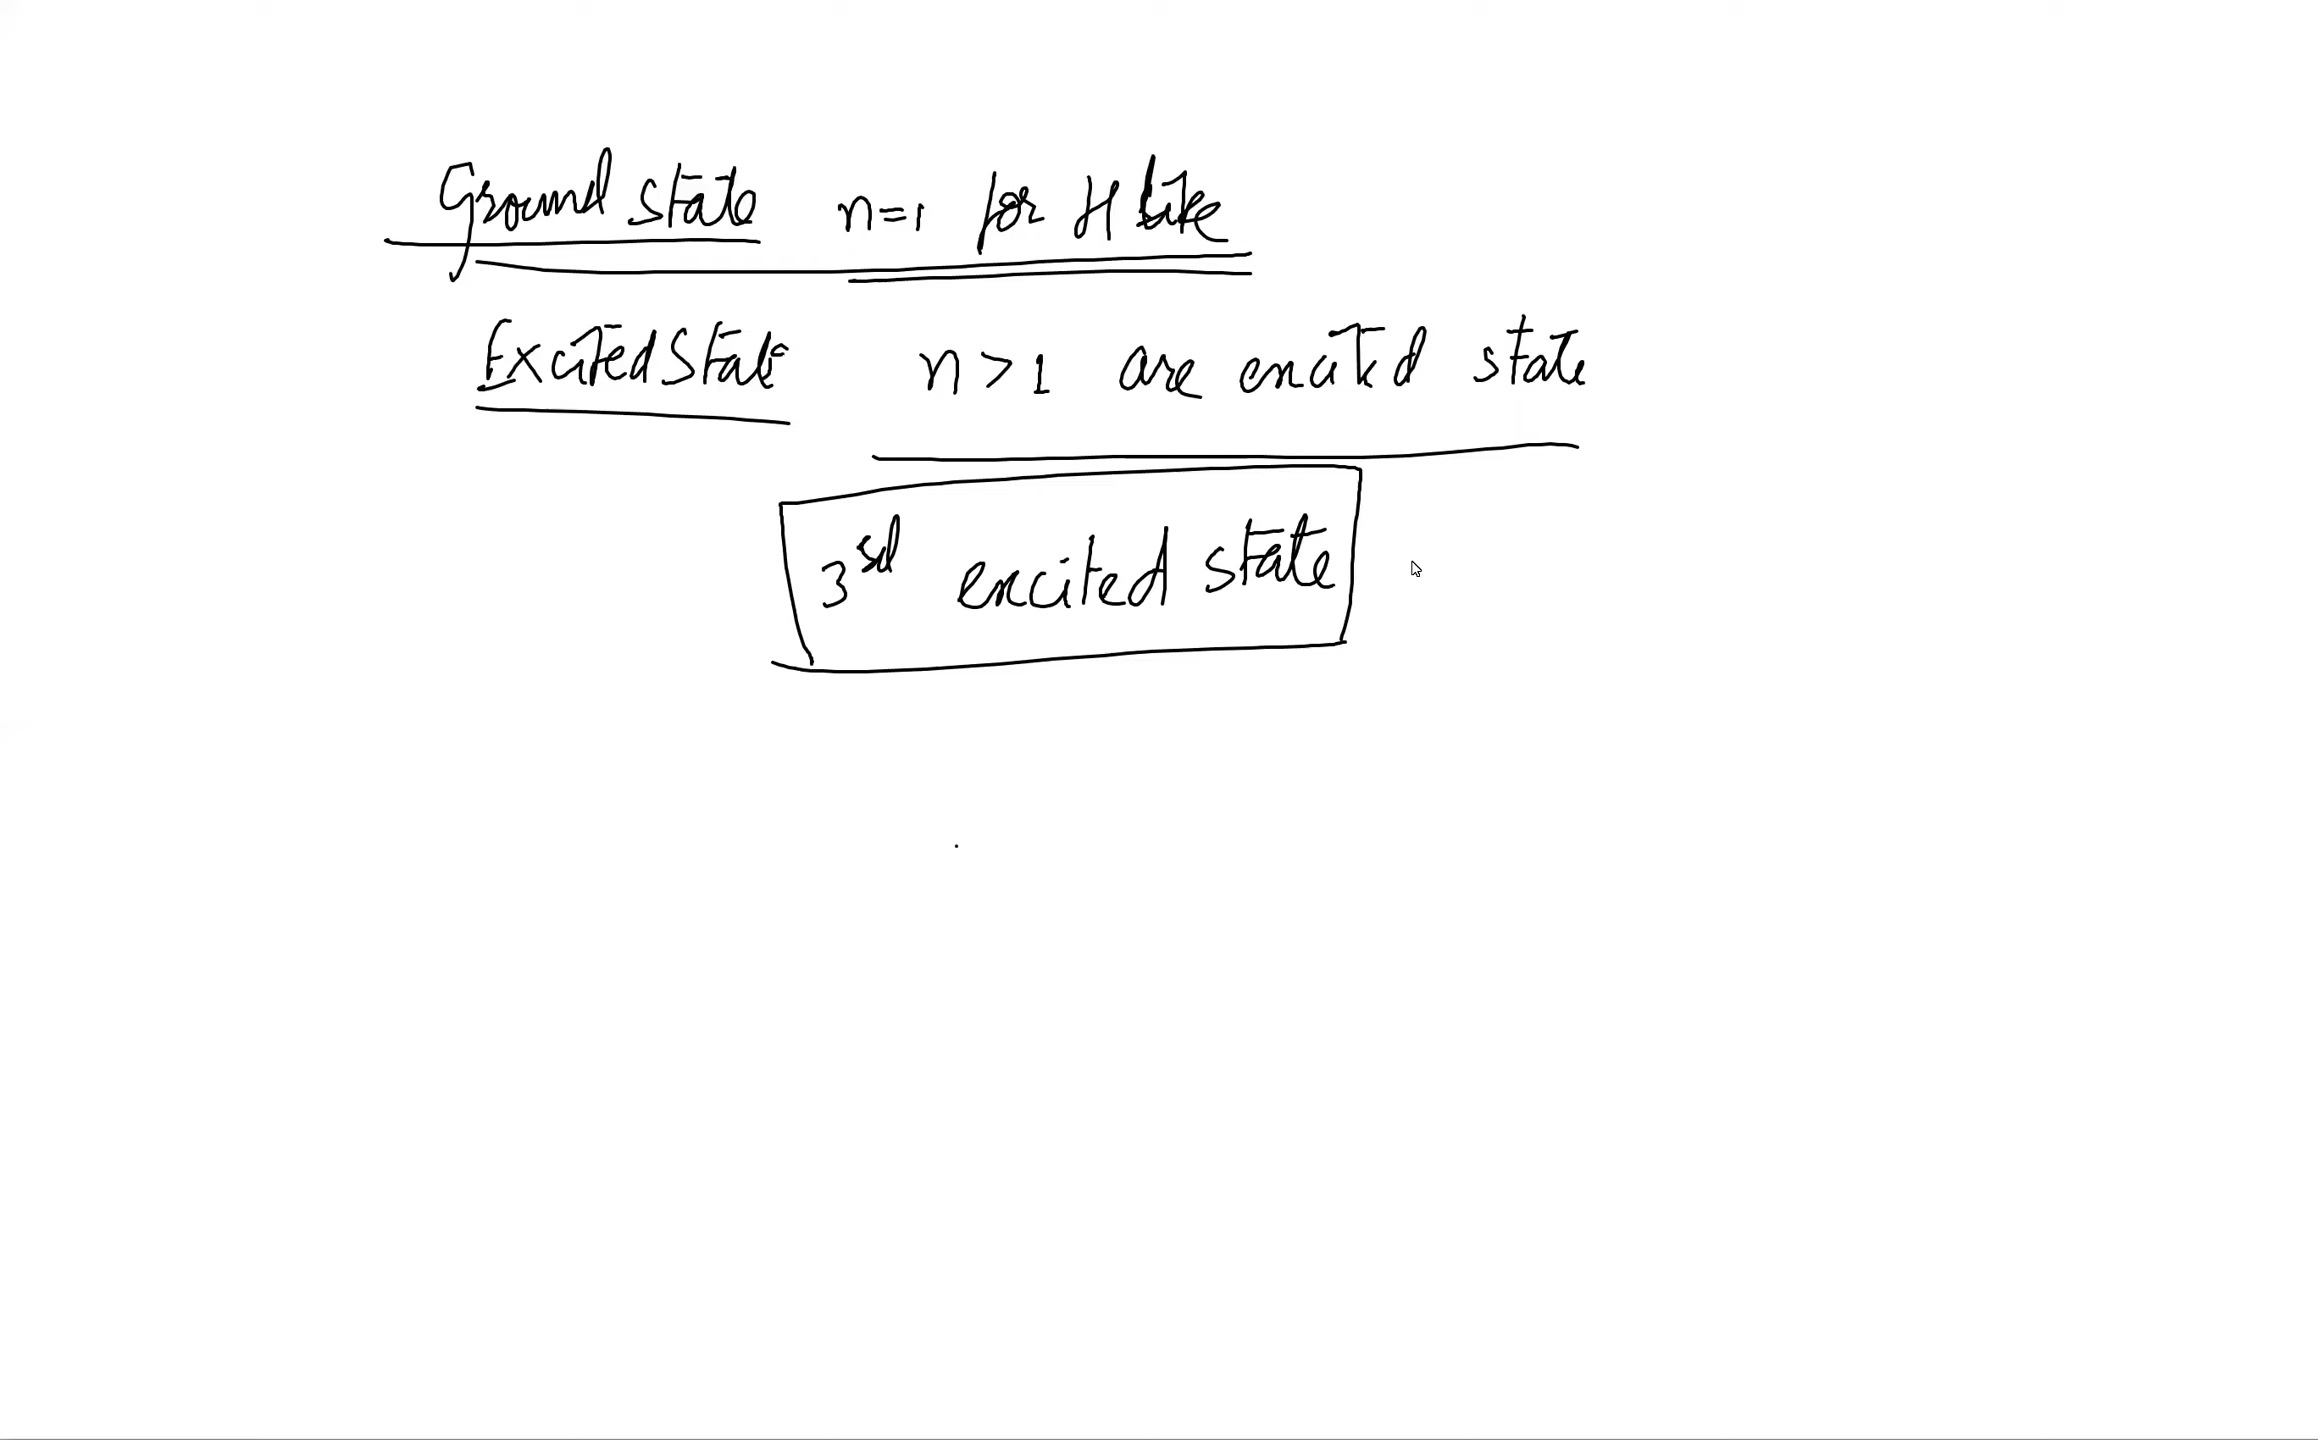 Ground state n=1 for H like
Excited State n>1 are excited state
3rd excited state